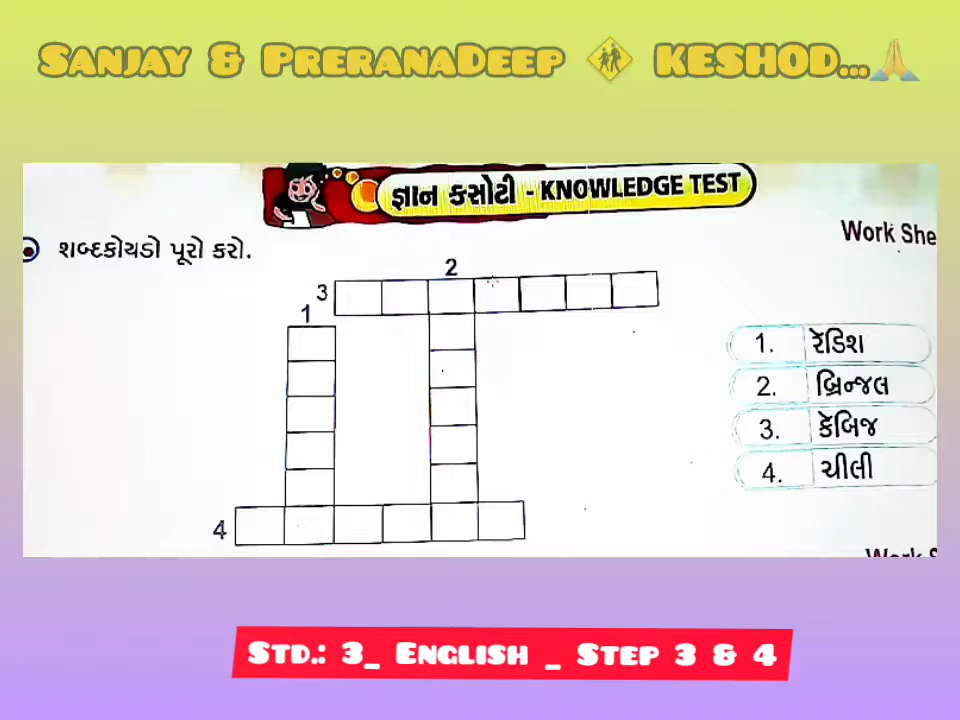 SANJAY & PRERANADEEP 🚸 KESHOD...🙏
જ્ઞાન કસોટી - KNOWLEDGE TEST
Work She
શબ્દકોયડો પૂરો કરો.
2
3
1
4
1. રૅડિશ
2. બ્રિન્જલ
3. કૅબિજ
4. ચીલી
Work S
STD.: 3_ ENGLISH _ STEP 3 & 4